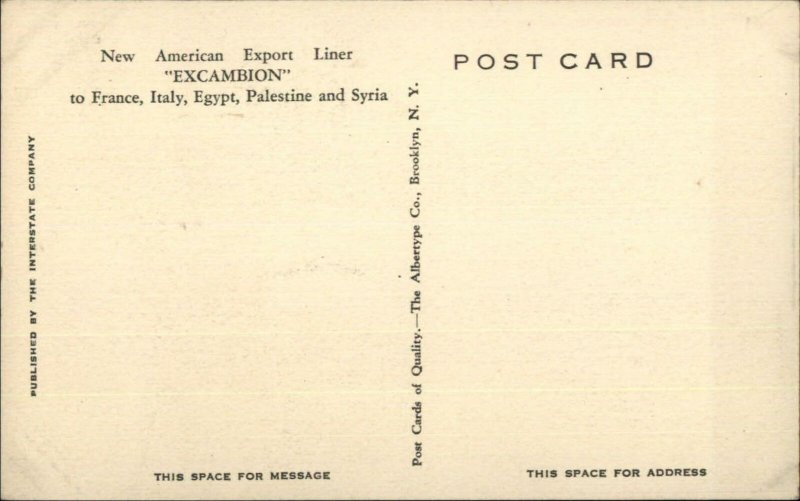 New American Export Liner
"EXCAMBION"
to France, Italy, Egypt, Palestine and Syria
POST CARD
PUBLISHED BY THE INTERSTATE COMPANY
Post Cards of Quality.—The Albertype Co., Brooklyn, N. Y.
THIS SPACE FOR MESSAGE
THIS SPACE FOR ADDRESS